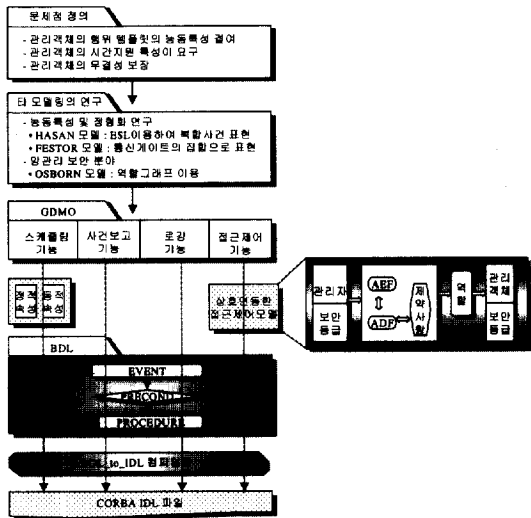 문제점 정의
- 관리객체의 행위 템플릿의 능동특성 결여
- 관리객체의 시간지원 특성이 요구
- 관리객체의 무결성 보장
타 모델링의 연구
- 능동특성 및 정형화 연구
• HASAN 모델 : BSL이용하여 복합사건 표현
• FESTOR 모델 : 통신게이트의 집합으로 표현
- 망관리 보안 분야
• OSBORN 모델 : 역할그래프 이용
GDMO
스케쥴링 기능
사건보고 기능
로깅 기능
접근제어 기능
정적 속성
동적 속성
상호연동한 접근제어모델
관리자
보안 등급
AEF
ADF
제약사항
역할
관리 객체
보안 등급
BDL
EVENT
PRECOND
PROCEDURE
to_IDL
CORBA IDL 파일